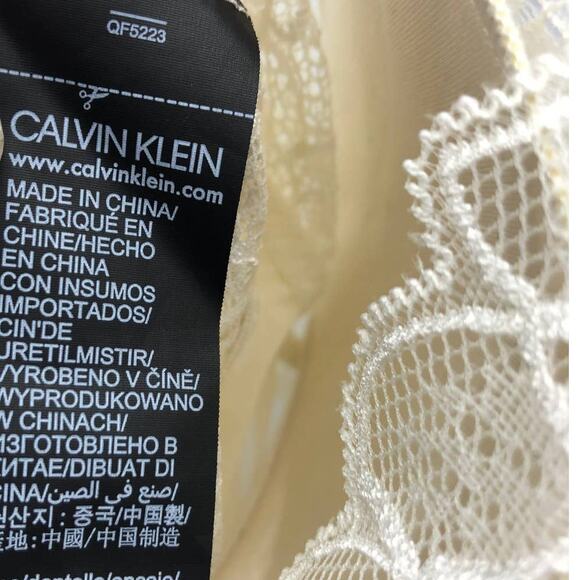 QF5223
CALVIN KLEIN
www.calvinklein.com
MADE IN CHINA/
FABRIQUÉ EN
CHINE/HECHO
EN CHINA
CON INSUMOS
IMPORTADOS/
CIN'DE
URETILMISTIR/
VYROBENO V ČÍNĚ/
WYPRODUKOWANO
W CHINACH/
ИЗГОТОВЛЕНО В
КИТАЕ/DIBUAT DI
CINA/صنع في الصين/
원산지: 중국/中国製/
產地: 中國/中国制造